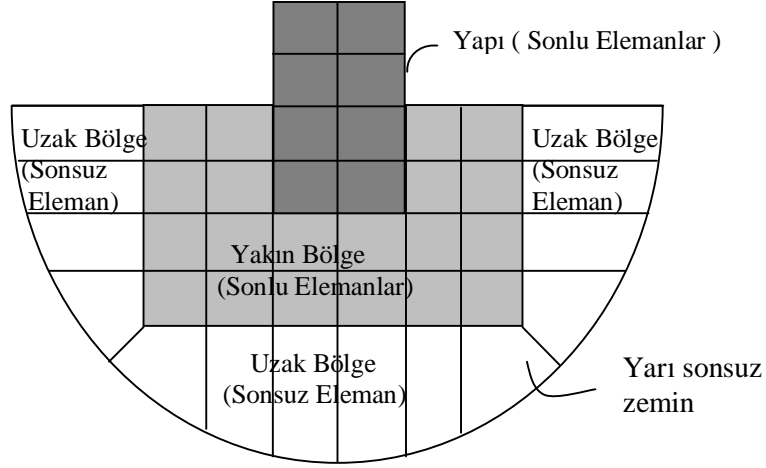 Yapı ( Sonlu Elemanlar )
Uzak Bölge
(Sonsuz
Eleman)
Uzak Bölge
(Sonsuz
Eleman)
Yakın Bölge
(Sonlu Elemanlar)
Uzak Bölge
(Sonsuz Eleman)
Yarı sonsuz
zemin